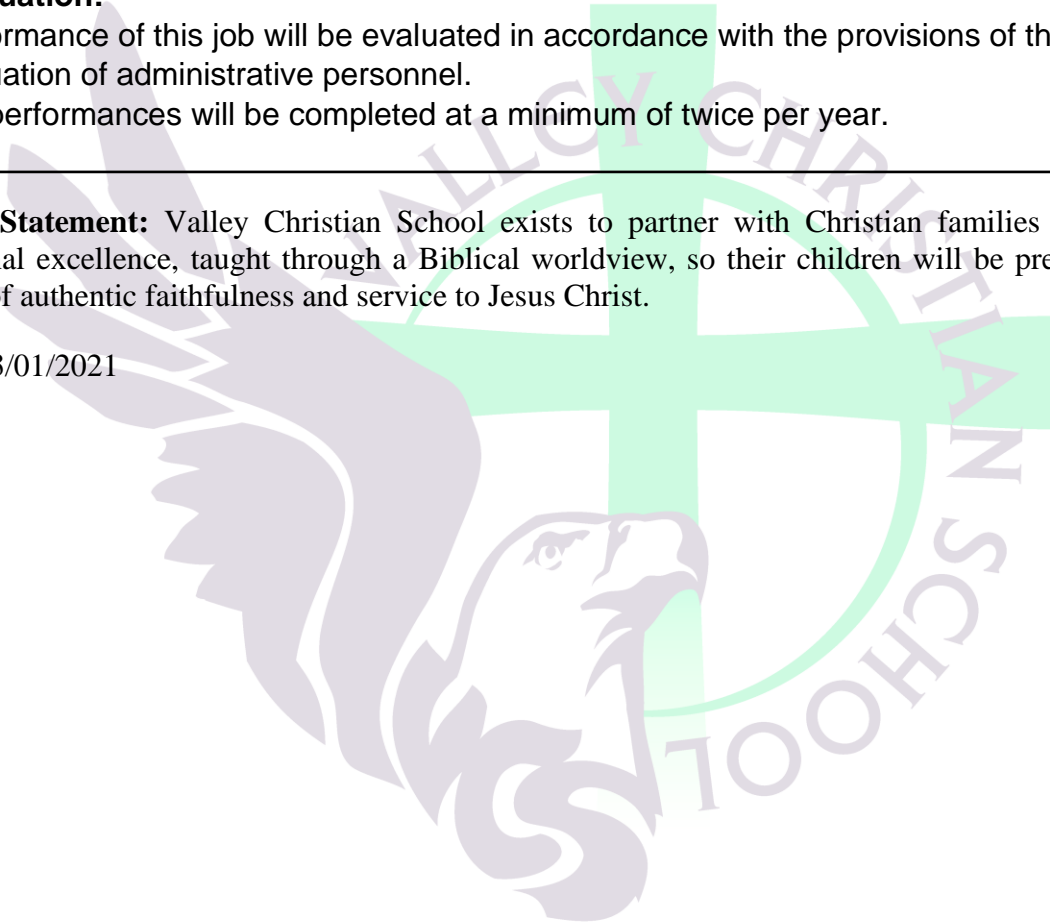 uation:
ormance of this job will be evaluated in accordance with the provisions of th
uation of administrative personnel.
performances will be completed at a minimum of twice per year.
Statement: Valley Christian School exists to partner with Christian families
nal excellence, taught through a Biblical worldview, so their children will be pre
of authentic faithfulness and service to Jesus Christ.
3/01/2021
VALLEY CHRISTIAN SCHOOL
VCS